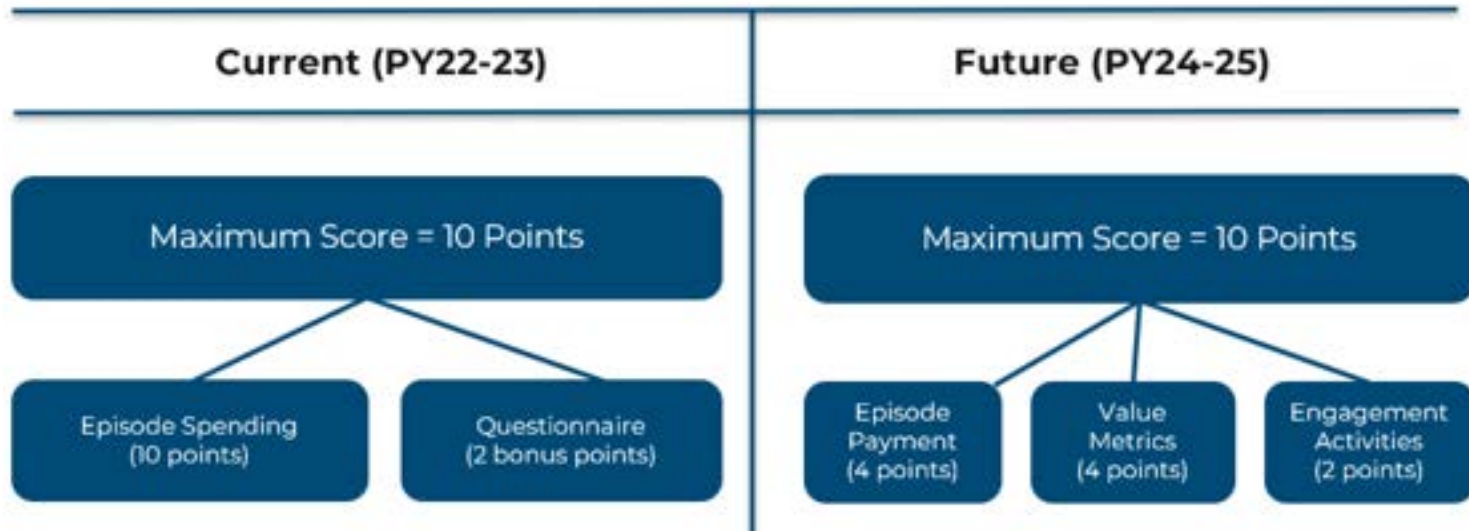 Current (PY22-23)
Future (PY24-25)
Maximum Score = 10 Points
Maximum Score = 10 Points
Episode Spending
(10 points)
Questionnaire
(2 bonus points)
Episode
Payment
(4 points)
Value
Metrics
(4 points)
Engagement
Activities
(2 points)